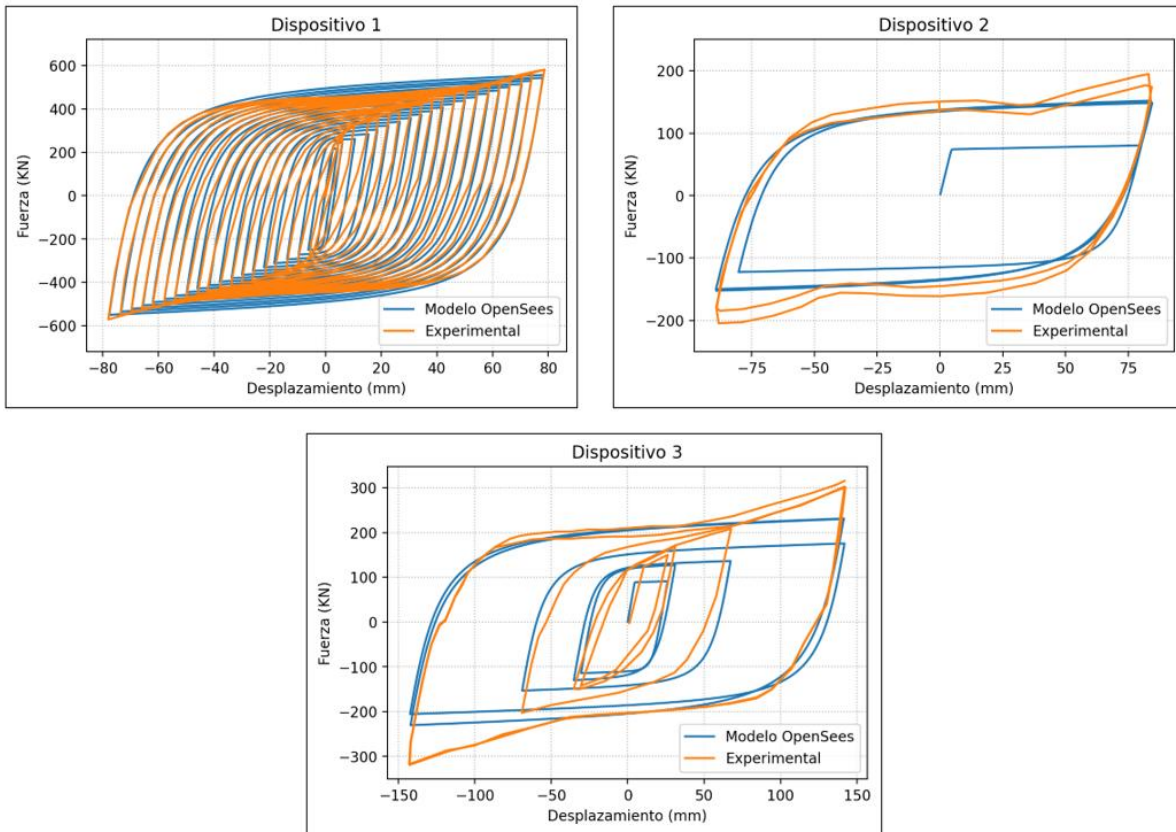 Dispositivo 1
Fuerza (KN)
600
400
200
0
−200
−400
−600
Modelo OpenSees
Experimental
−80 −60 −40 −20 0 20 40 60 80
Desplazamiento (mm)
Dispositivo 2
Fuerza (KN)
200
100
0
−100
−200
Modelo OpenSees
Experimental
−75 −50 −25 0 25 50 75
Desplazamiento (mm)
Dispositivo 3
Fuerza (KN)
300
200
100
0
−100
−200
−300
Modelo OpenSees
Experimental
−150 −100 −50 0 50 100 150
Desplazamiento (mm)